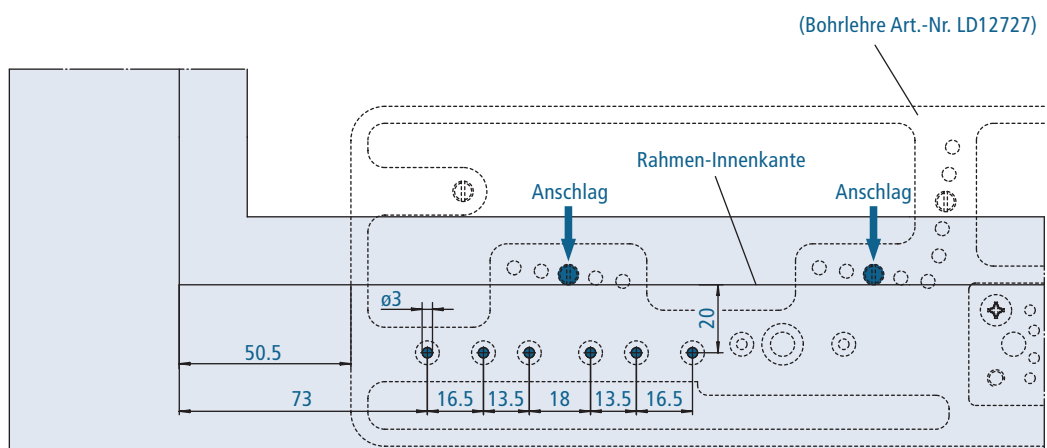 (Bohrlehre Art.-Nr. LD12727)
Rahmen-Innenkante
Anschlag
Anschlag
ø3
20
50.5
73
16.5
13.5
18
13.5
16.5